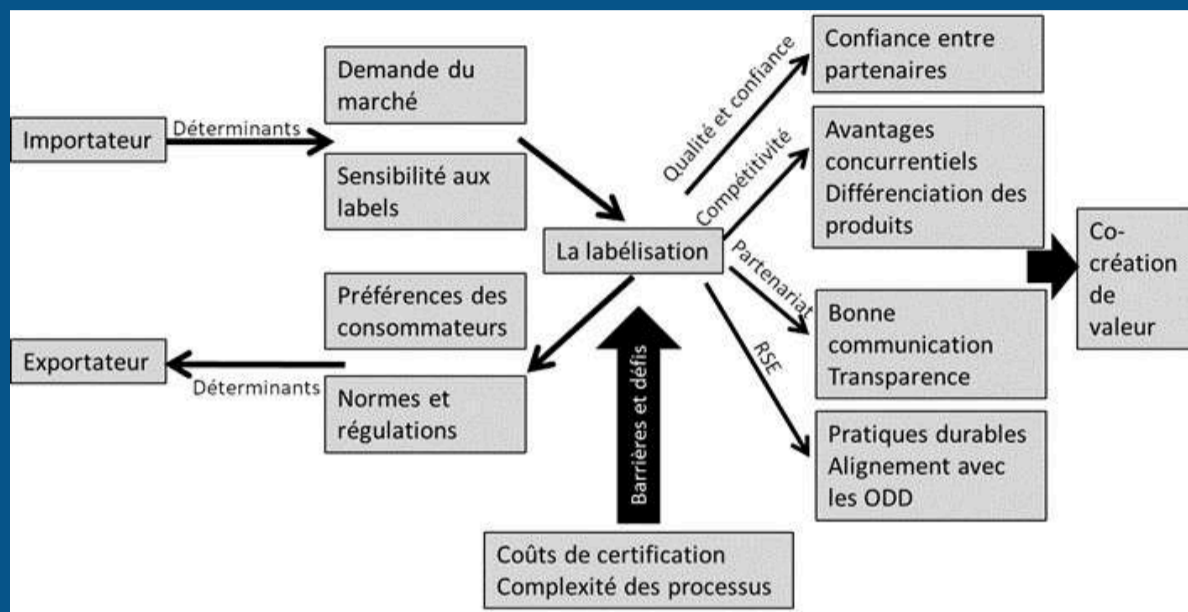 Importateur
Déterminants
Demande du
marché
Sensibilité aux
labels
Exportateur
Déterminants
Préférences des
consommateurs
Normes et
régulations
La labélisation
Barrières et défis
Coûts de certification
Complexité des processus
Qualité et confiance
Confiance entre
partenaires
Compétitivité
Avantages
concurrentiels
Différenciation des
produits
Partenariat
Bonne
communication
Transparence
RSE
Pratiques durables
Alignement avec
les ODD
Co-
création
de
valeur